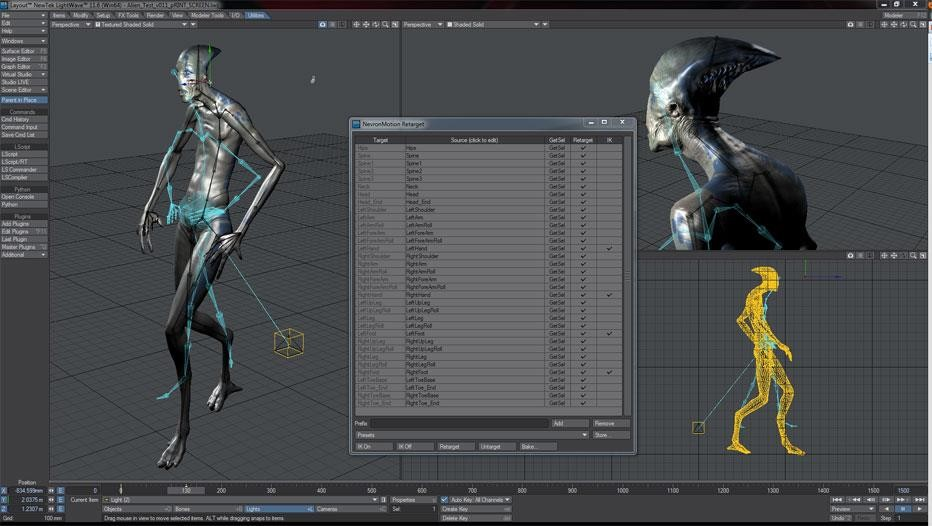 Layout™ NewTek LightWave™ 11.6 (Win64) - Alien_Test_v011_pRINT_SCREEN.lws
File
Edit
Help
Windows
Surface Editor F5
Image Editor F6
Graph Editor F2
Virtual Studio
Studio LIVE
Scene Editor
Parent in Place
Commands
Cmd History
Command Input
Save Cmd List
LScript
LScript
LScript/RT
LS Commander
LSCompiler
Python
Open Console
Python
Plugins
Add Plugins
Edit Plugins
Last Plugin
Master Plugins
Additional
Items Modify Setup FX Tools Render View Modeler Tools I/O Utilities Modeler
Perspective Textured Shaded Solid
Perspective Shaded Solid
NevronMotion Retarget
Target Source (click to edit) GetSel Retarget IK
Hips Hips GetSel
Spine Spine GetSel
Spine1 Spine1 GetSel
Spine2 Spine2 GetSel
Spine3 Spine3 GetSel
Neck Neck GetSel
Head Head GetSel
Head_End Head_End GetSel
LeftShoulder LeftShoulder GetSel
LeftArm LeftArm GetSel
LeftArmRoll LeftArmRoll GetSel
LeftForeArm LeftForeArm GetSel
LeftForeArmRoll LeftForeArmRoll GetSel
LeftHand LeftHand GetSel
RightShoulder RightShoulder GetSel
RightArm RightArm GetSel
RightArmRoll RightArmRoll GetSel
RightForeArm RightForeArm GetSel
RightForeArmRoll RightForeArmRoll GetSel
RightHand RightHand GetSel
LeftUpLeg LeftUpLeg GetSel
LeftUpLegRoll LeftUpLegRoll GetSel
LeftLeg LeftLeg GetSel
LeftLegRoll LeftLegRoll GetSel
LeftFoot LeftFoot GetSel
RightUpLeg RightUpLeg GetSel
RightUpLegRoll RightUpLegRoll GetSel
RightLeg RightLeg GetSel
RightLegRoll RightLegRoll GetSel
RightFoot RightFoot GetSel
LeftToeBase LeftToeBase GetSel
LeftToe_End LeftToe_End GetSel
RightToeBase RightToeBase GetSel
RightToe_End RightToe_End GetSel
Prefix Add Remove
Presets Store...
IK On IK Off Retarget Untarget Bake...
Position
X -834.599mm E
Y 2.0375 m E
Z 1.2307 m E
Grid: 100 mm
0 0 130 200 300 400 500 600 700 800 900 1000 1100 1200 1300 1400 1500 1500
Current Item Light (2) Properties Auto Key: All Channels
Objects Bones Lights Cameras Sel: 1 Create Key Preview
Drag mouse in view to move selected items. ALT while dragging snaps to items Delete Key Undo Step 1